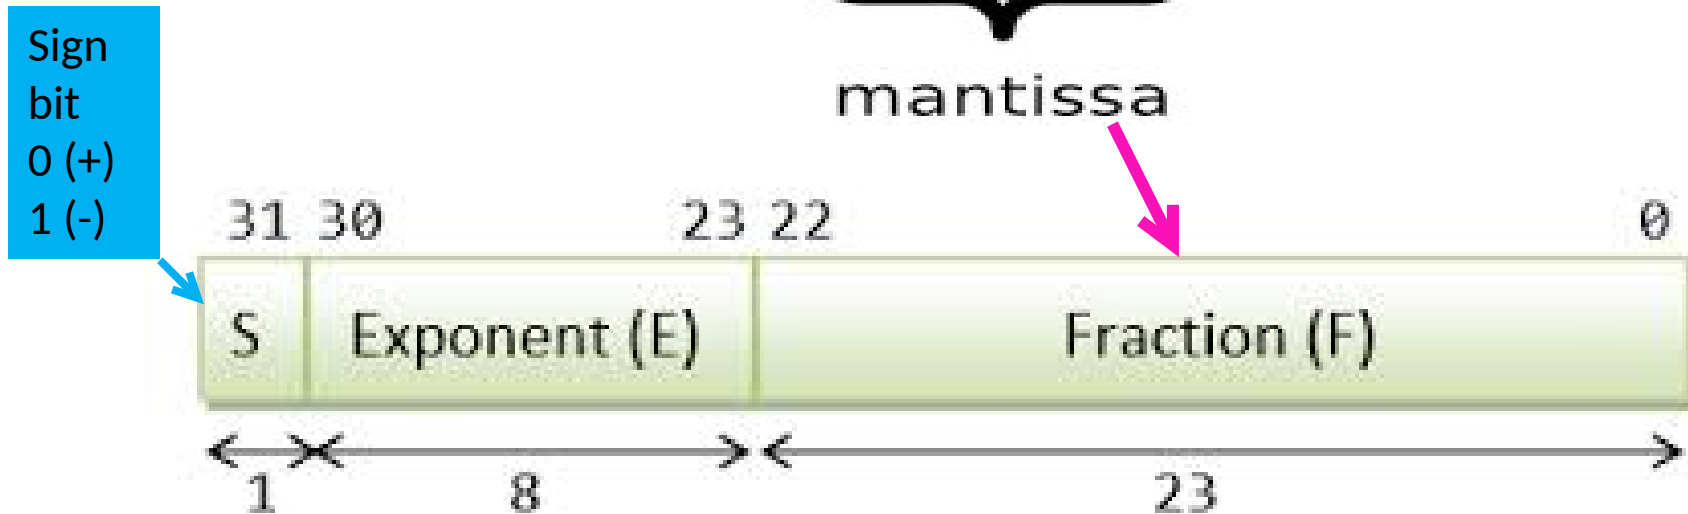 Sign
bit
0 (+)
1 (-)
mantissa
31 30 23 22 0
S Exponent (E) Fraction (F)
1 8 23